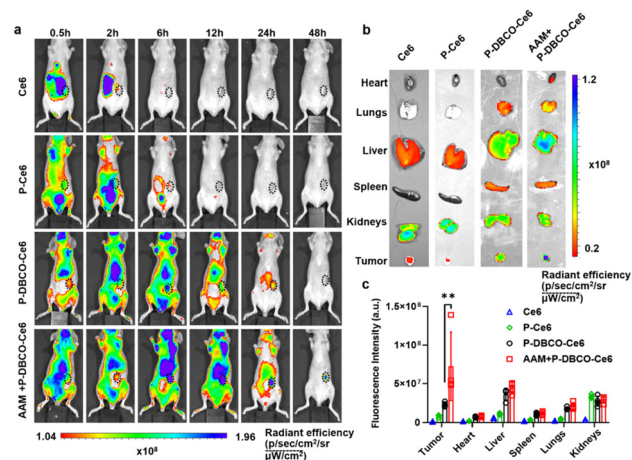 a
0.5h 2h 6h 12h 24h 48h
Ce6
P-Ce6
P-DBCO-Ce6
AAM +P-DBCO-Ce6
1.04 1.96
x10⁸
Radiant efficiency
(p/sec/cm²/sr
µW/cm²)
b
Ce6 P-Ce6 P-DBCO-Ce6 AAM+
P-DBCO-Ce6
Heart
Lungs
Liver
Spleen
Kidneys
Tumor
1.2
x10⁸
0.2
Radiant efficiency
(p/sec/cm²/sr
µW/cm²)
c
Fluorescence Intensity (a.u.)
1.5×10⁸
1.0×10⁸
5.0×10⁷
0
**
Ce6
P-Ce6
P-DBCO-Ce6
AAM+P-DBCO-Ce6
Tumor Heart Liver Spleen Lungs Kidneys